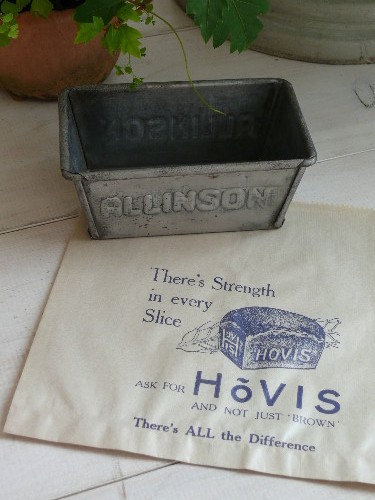 ALLINSON
There's Strength
in every
Slice
HOVIS
ASK FOR HōVIS
AND NOT JUST 'BROWN'
There's ALL the Difference